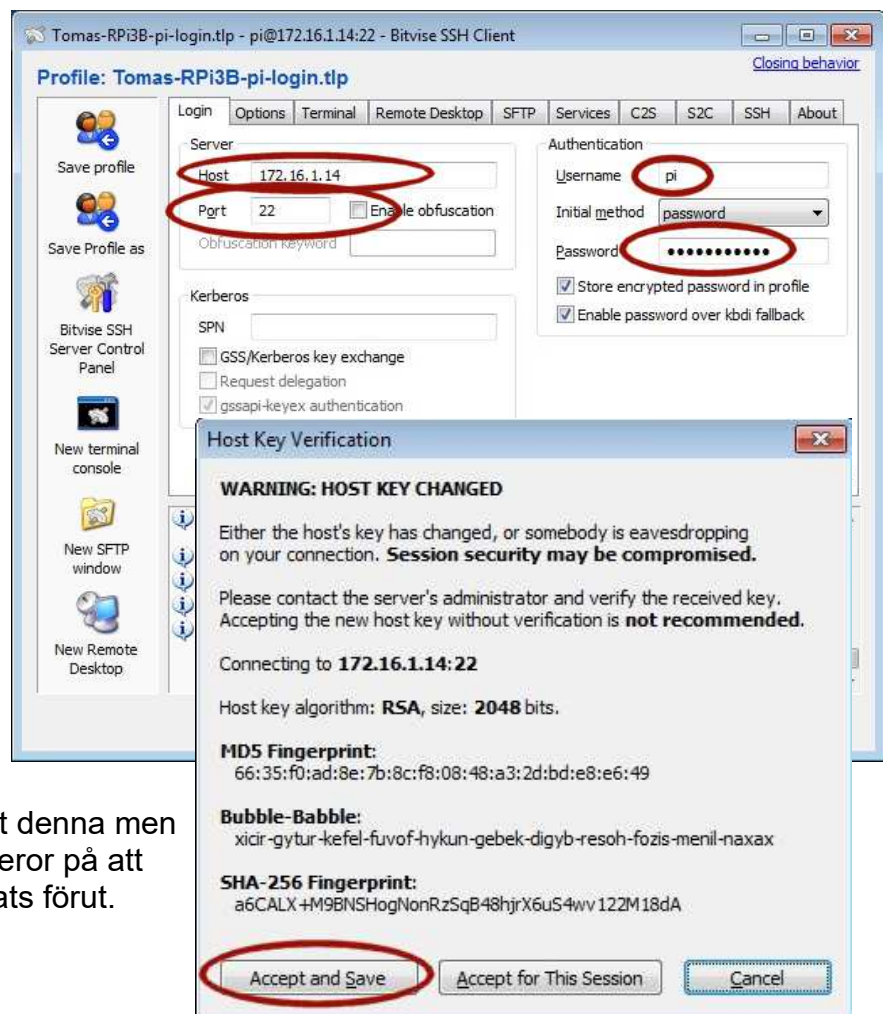 Tomas-RPi3B-pi-login.tlp - pi@172.16.1.14:22 - Bitvise SSH Client
Closing behavior
Profile: Tomas-RPi3B-pi-login.tlp
Save profile
Save Profile as
Bitvise SSH
Server Control
Panel
New terminal
console
New SFTP
window
New Remote
Desktop
Login Options Terminal Remote Desktop SFTP Services C2S S2C SSH About
Server
Host 172.16.1.14
Port 22 Enable obfuscation
Obfuscation keyword
Kerberos
SPN
GSS/Kerberos key exchange
Request delegation
gssapi-keyex authentication
Authentication
Username pi
Initial method password
Password ●●●●●●●●●●●
Store encrypted password in profile
Enable password over kbdi fallback
Host Key Verification
WARNING: HOST KEY CHANGED
Either the host's key has changed, or somebody is eavesdropping
on your connection. Session security may be compromised.
Please contact the server's administrator and verify the received key.
Accepting the new host key without verification is not recommended.
Connecting to 172.16.1.14:22
Host key algorithm: RSA, size: 2048 bits.
MD5 Fingerprint:
66:35:f0:ad:8e:7b:8c:f8:08:48:a3:2d:bd:e8:e6:49
Bubble-Babble:
xicir-gytur-kefel-fuvof-hykun-gebek-digyb-resoh-fozis-menil-naxax
SHA-256 Fingerprint:
a6CALX+M9BNSHogNonRzSqB48hjrX6uS4wv122M18dA
Accept and Save Accept for This Session Cancel
t denna men
eror på att
ats förut.